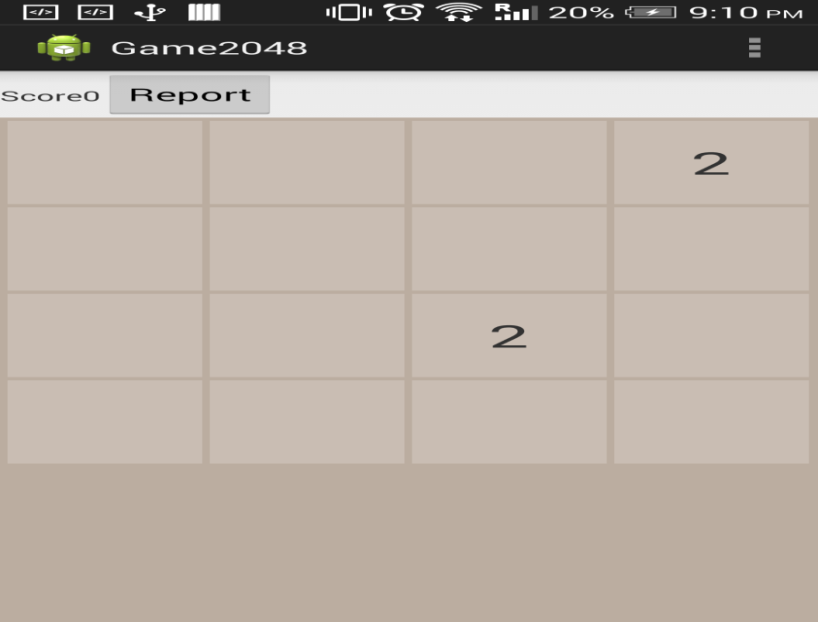 </> </> R 20% 9:10 PM
Game2048
Score0 Report
2
2